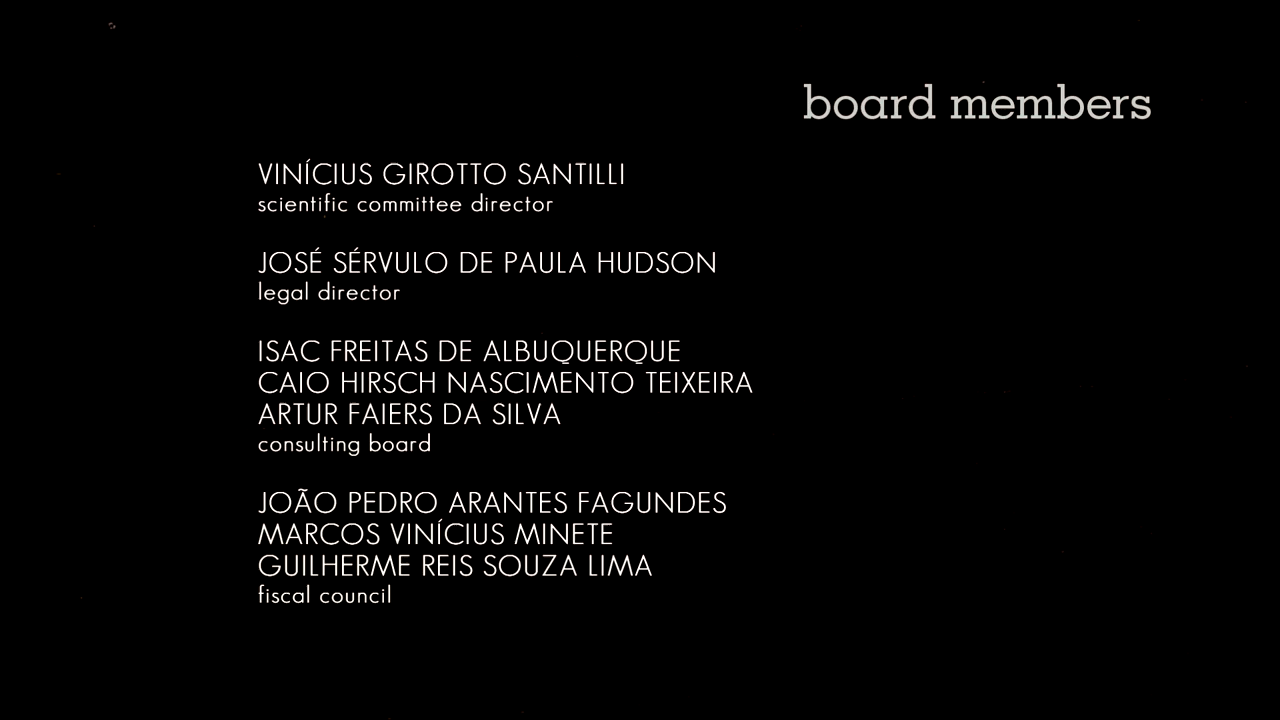 board members
VINÍCIUS GIROTTO SANTILLI
scientific committee director
JOSÉ SÉRVULO DE PAULA HUDSON
legal director
ISAC FREITAS DE ALBUQUERQUE
CAIO HIRSCH NASCIMENTO TEIXEIRA
ARTUR FAIERS DA SILVA
consulting board
JOÃO PEDRO ARANTES FAGUNDES
MARCOS VINÍCIUS MINETE
GUILHERME REIS SOUZA LIMA
fiscal council